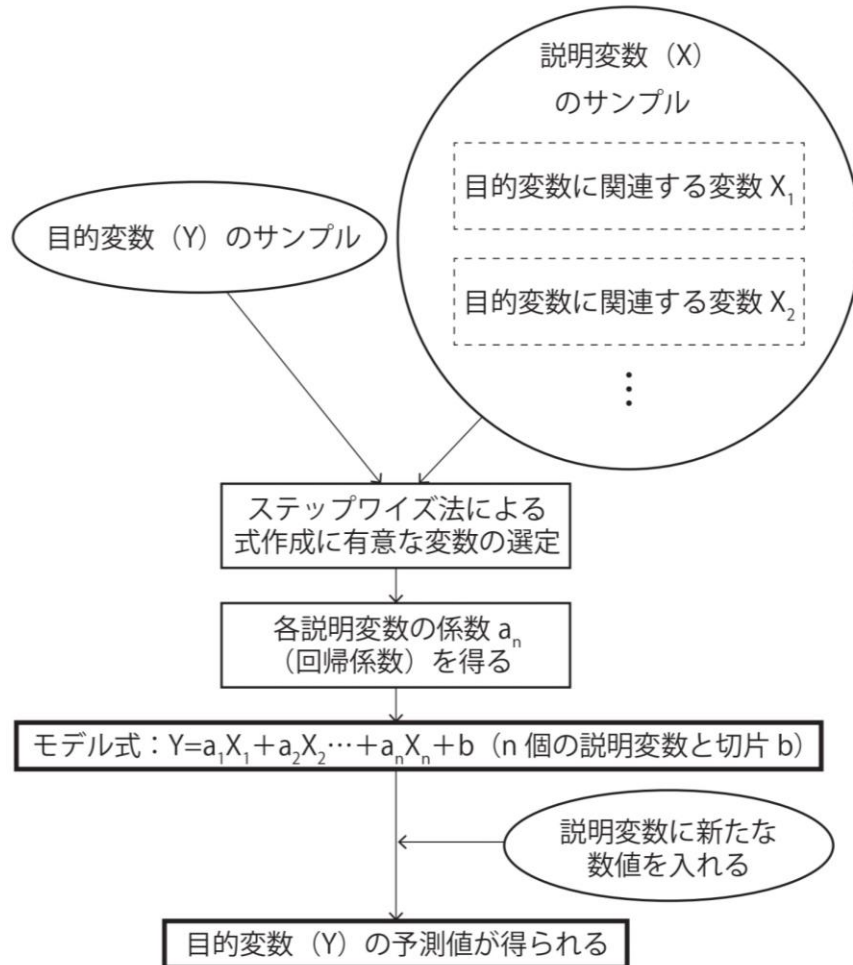 説明変数（X）
のサンプル
目的変数に関連する変数 X₁
目的変数（Y）のサンプル
目的変数に関連する変数 X₂
⋮
ステップワイズ法による
式作成に有意な変数の選定
各説明変数の係数 aₙ
（回帰係数）を得る
モデル式：Y=a₁X₁＋a₂X₂…＋aₙXₙ＋b（n 個の説明変数と切片 b）
説明変数に新たな
数値を入れる
目的変数（Y）の予測値が得られる